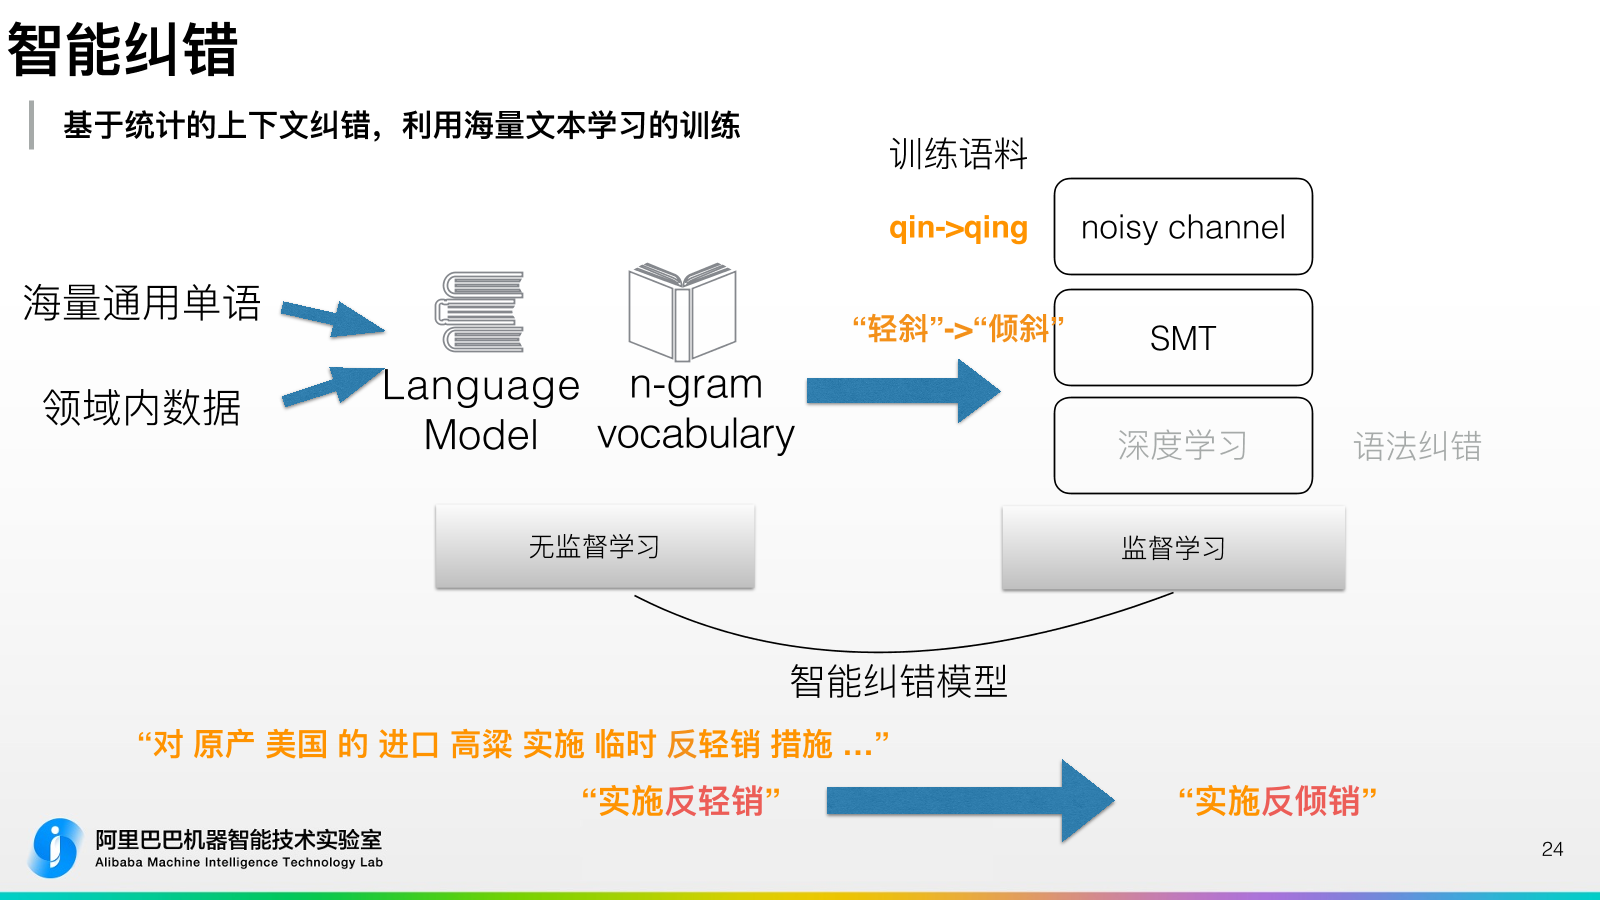 智能纠错
基于统计的上下文纠错，利用海量文本学习的训练
训练语料
qin->qing
noisy channel
海量通用单语
“轻斜”->“倾斜”
SMT
领域内数据
Language
Model
n-gram
vocabulary
深度学习
语法纠错
无监督学习
监督学习
智能纠错模型
“对 原产 美国 的 进口 高粱 实施 临时 反轻销 措施 ...”
“实施反轻销”
“实施反倾销”
阿里巴巴机器智能技术实验室
Alibaba Machine Intelligence Technology Lab
24